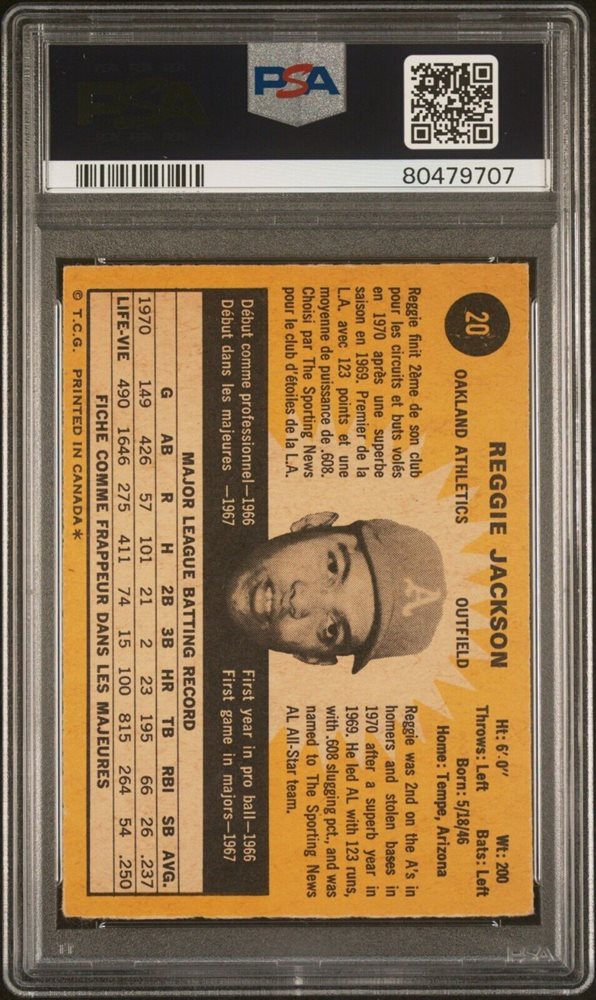 PSA
80479707
20
REGGIE JACKSON
OAKLAND ATHLETICS OUTFIELD
Ht: 6'-0" Wt: 200
Throws: Left Bats: Left
Born: 5/18/46
Home: Tempe, Arizona
Reggie finit 2ème de son club
pour les circuits et buts volés
en 1970 après une superbe
saison en 1969. Premier de la
L.A. avec 123 points et une
moyenne de puissance de .608.
Choisi par The Sporting News
pour le club d'étoiles de la L.A.
Reggie was 2nd on the A's in
homers and stolen bases in
1970 after a superb year in
1969. He led AL with 123 runs,
with .608 slugging pct., and was
named to The Sporting News
AL All-Star team.
Début comme professionnel—1966
Début dans les majeures —1967
First year in pro ball—1966
First game in majors—1967
MAJOR LEAGUE BATTING RECORD
G AB R H 2B 3B HR TB RBI SB AVG.
1970 149 426 57 101 21 2 23 195 66 26 .237
LIFE-VIE 490 1646 275 411 74 15 100 815 264 54 .250
FICHE COMME FRAPPEUR DANS LES MAJEURES
© T.C.G. PRINTED IN CANADA*
PSA